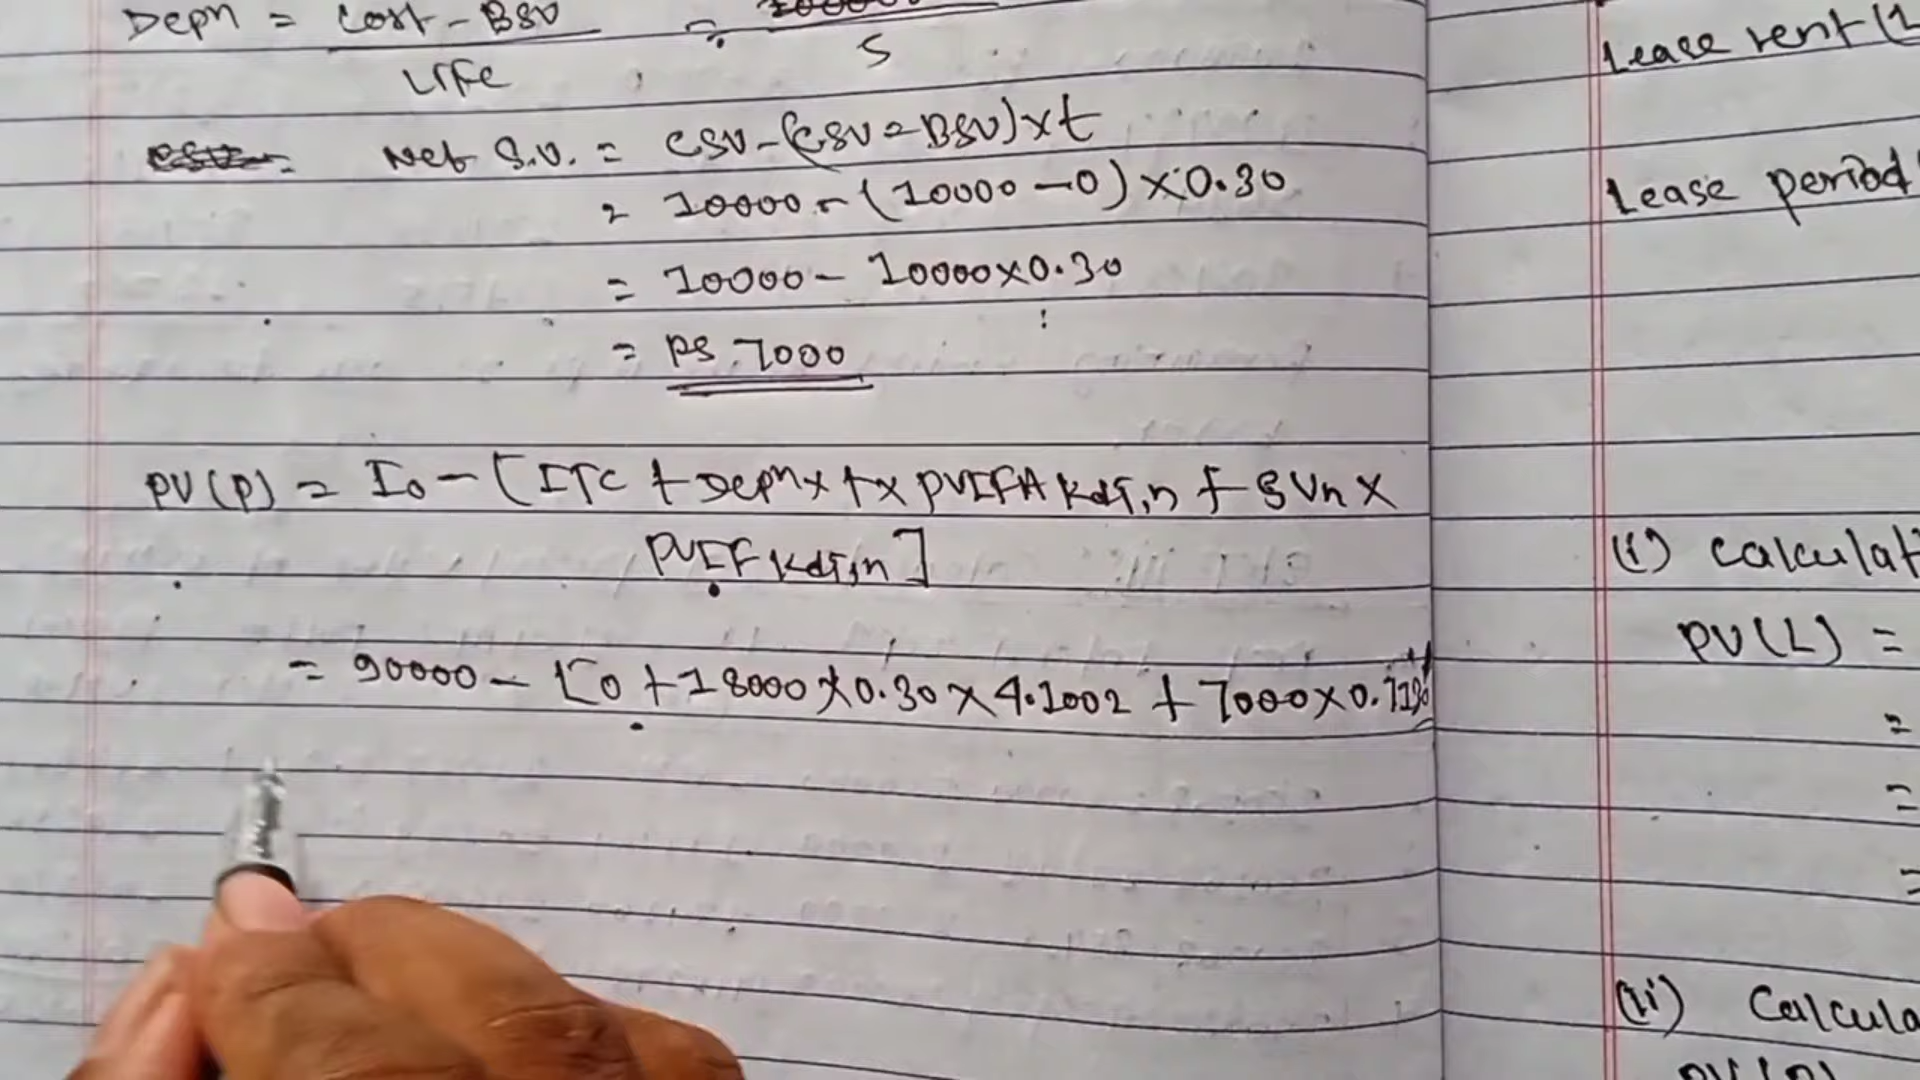 Depn = Cost - BSV =
Life 5
Net S.V. = CSV - (CSV - BSV) x t
= 10000 - (10000 - 0) x 0.30
= 10000 - 10000 x 0.30
= RS. 7000
PV(P) = I0 - [ITC + Depn x t x PVIFA Kdt,n + SVn x
PVIF Kdt,n]
= 90000 - [0 + 18000 x 0.30 x 4.1002 + 7000 x
Lease rent (
Lease period
(i) Calculat
PV(L) =
=
=
=
(ii) Calcula